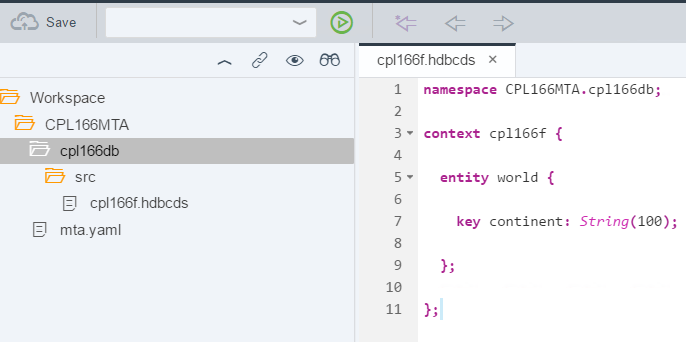 Save
Workspace
CPL166MTA
cpl166db
src
cpl166f.hdbcds
mta.yaml
cpl166f.hdbcds ×
1 namespace CPL166MTA.cpl166db;
2
3 context cpl166f {
4
5 entity world {
6
7 key continent: String(100);
8
9 };
10
11 };